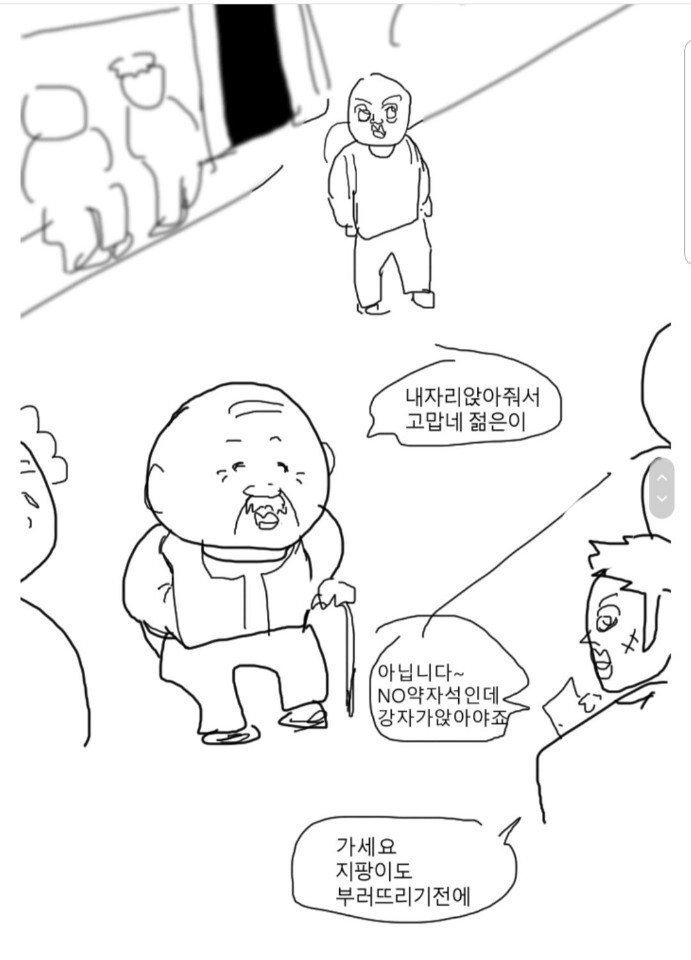 내자리앉아줘서
고맙네 젊은이
아닙니다~
NO약자석인데
강자가앉아야죠
가세요
지팡이도
부러뜨리기전에